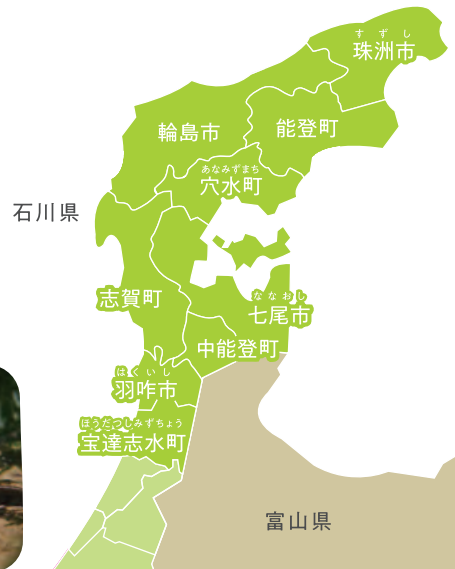 すずし
珠洲市
能登町
輪島市
あなみずまち
穴水町
石川県
志賀町
ななおし
七尾市
中能登町
はくいし
羽咋市
ほうだつしみずちょう
宝達志水町
富山県